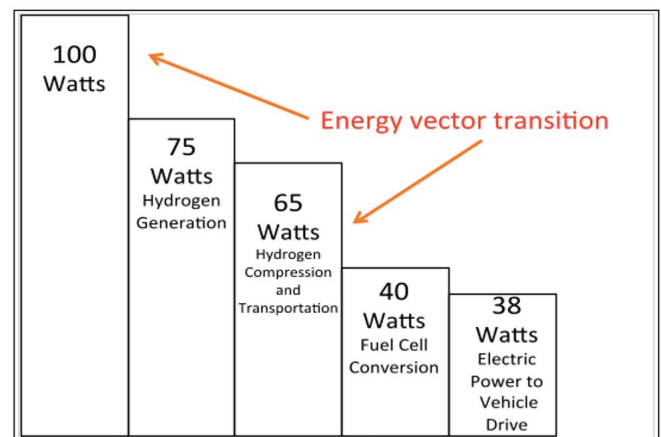 100
Watts
Energy vector transition
75
Watts
Hydrogen
Generation
65
Watts
Hydrogen
Compression
and
Transportation
40
Watts
Fuel Cell
Conversion
38
Watts
Electric
Power to
Vehicle
Drive